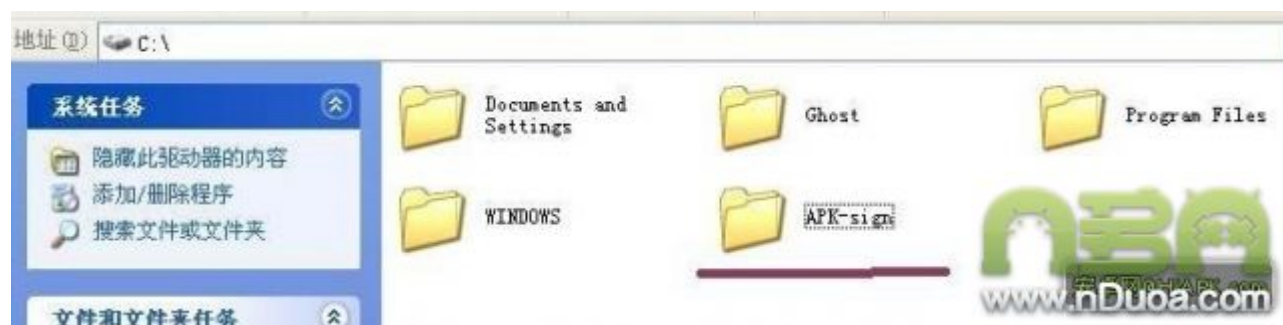 地址(D) C:\
系统任务
隐藏此驱动器的内容
添加/删除程序
搜索文件或文件夹
文件和文件夹任务
Documents and
Settings
Ghost
Program Files
WINDOWS
APK-sign
www.nDuoa.com